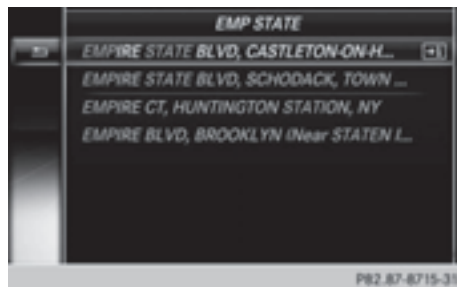 EMP STATE
EMPIRE STATE BLVD, CASTLETON-ON-H...
EMPIRE STATE BLVD, SCHODACK, TOWN ...
EMPIRE CT, HUNTINGTON STATION, NY
EMPIRE BLVD, BROOKLYN (Near STATEN I...
P82.87-8715-31